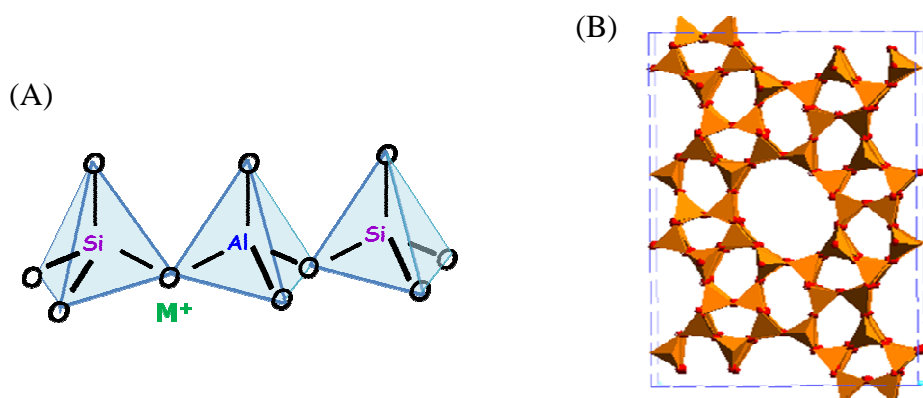 (B)
(A)
O O O
Si Al Si
O O O O
O O O
M⁺